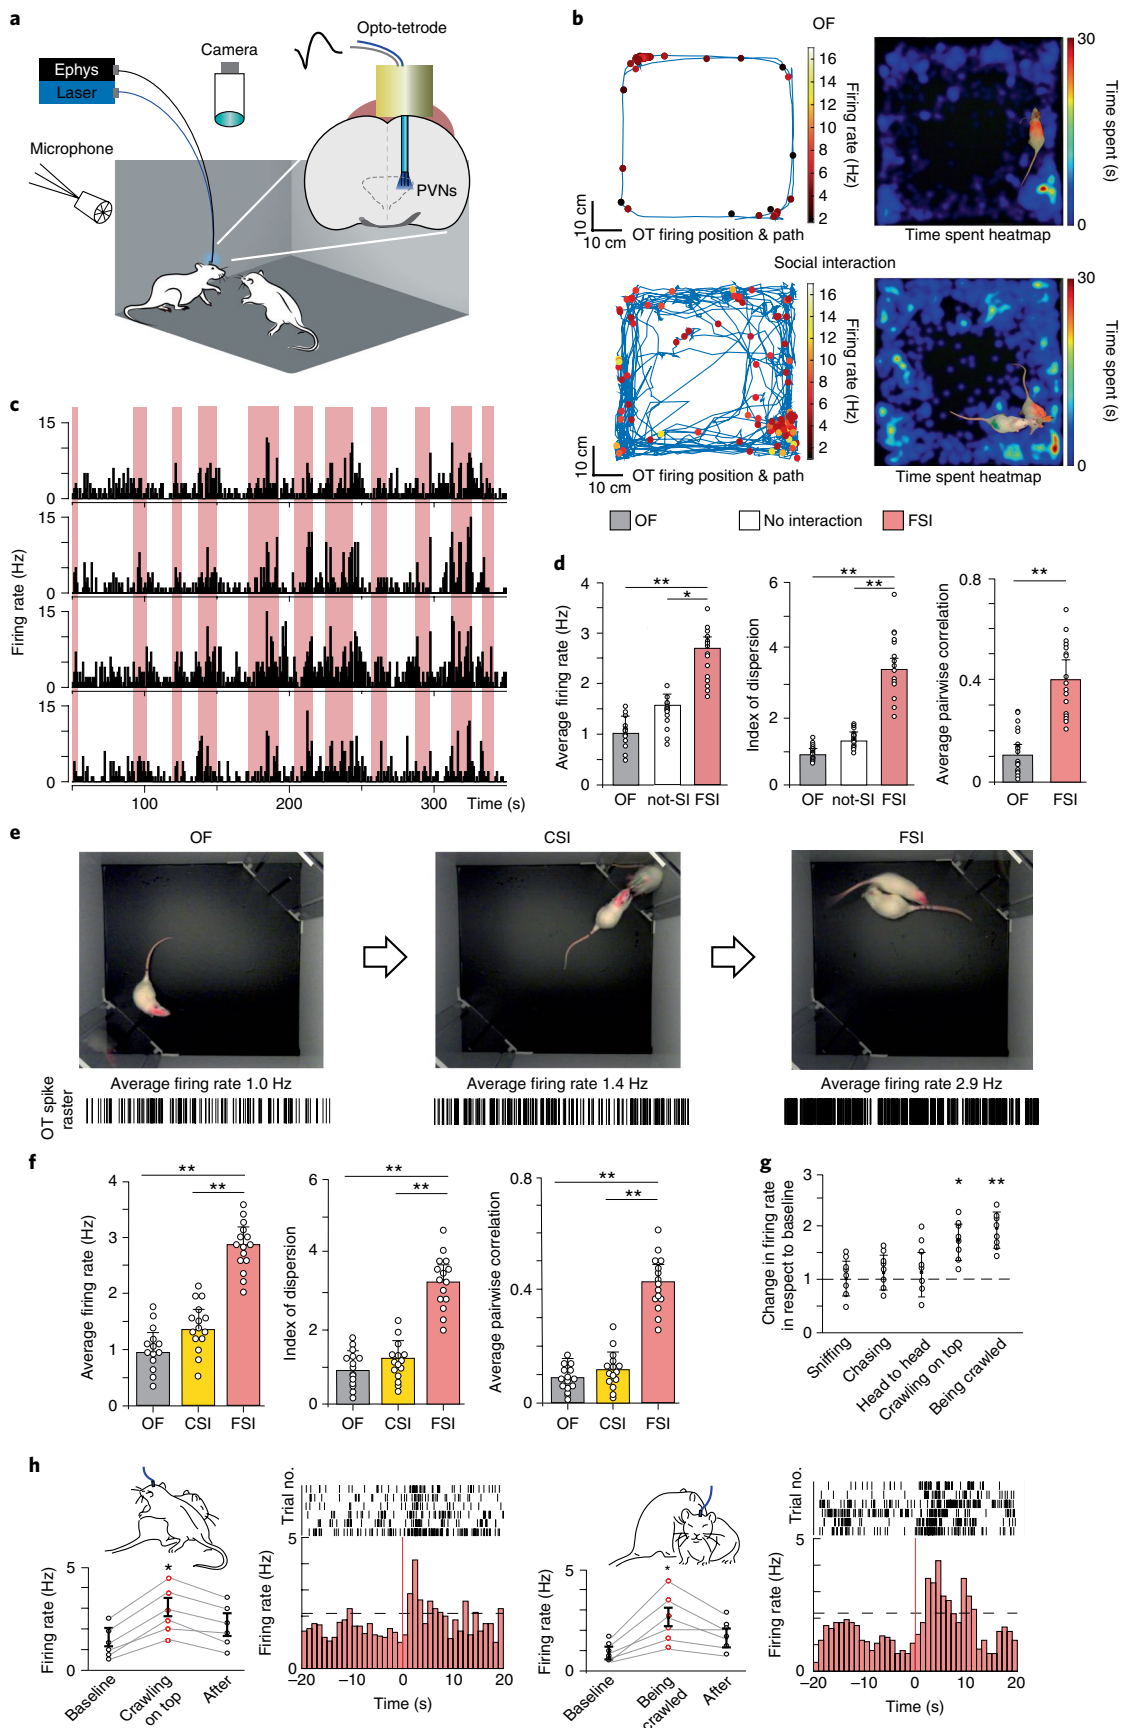 a
Ephys
Laser
Camera
Opto-tetrode
Microphone
PVNs
b
OF
16
14
12
10
8
6
4
2
Firing rate (Hz)
10 cm
10 cm
OT firing position & path
30
0
Time spent (s)
Time spent heatmap
Social interaction
16
14
12
10
8
6
4
2
Firing rate (Hz)
10 cm
10 cm
OT firing position & path
30
0
Time spent (s)
Time spent heatmap
OF
No interaction
FSI
c
Firing rate (Hz)
15
0
15
0
15
0
15
0
100
200
300
Time (s)
d
Average firing rate (Hz)
4
3
2
1
0
**
*
OF
not-SI
FSI
Index of dispersion
6
4
2
0
**
**
OF
not-SI
FSI
Average pairwise correlation
0.8
0.4
0
**
OF
FSI
e
OF
CSI
FSI
Average firing rate 1.0 Hz
Average firing rate 1.4 Hz
Average firing rate 2.9 Hz
OT spike
raster
f
Average firing rate (Hz)
4
3
2
1
0
**
**
OF
CSI
FSI
Index of dispersion
6
4
2
0
**
**
OF
CSI
FSI
Average pairwise correlation
0.8
0.4
0
**
**
OF
CSI
FSI
g
Change in firing rate
in respect to baseline
3
2
1
0
*
**
Sniffing
Chasing
Head to head
Crawling on top
Being crawled
h
Firing rate (Hz)
5
0
*
Baseline
Crawling
on top
After
Trial no.
Firing rate (Hz)
5
0
–20
–10
0
10
20
Time (s)
Firing rate (Hz)
5
0
*
Baseline
Being
crawled
After
Trial no.
Firing rate (Hz)
5
0
–20
–10
0
10
20
Time (s)